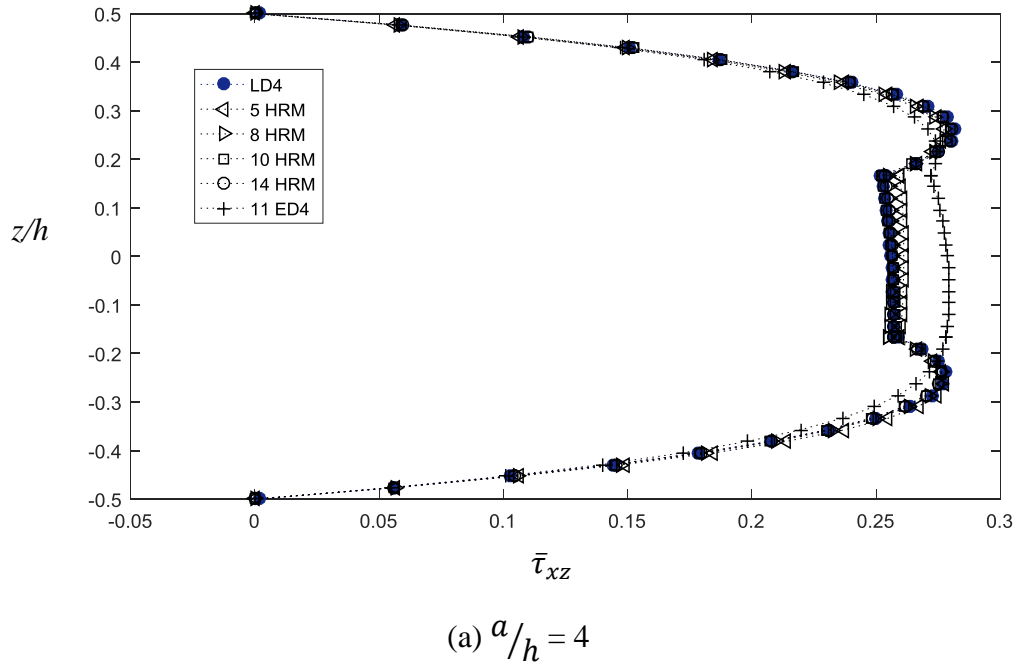 0.5
0.4
0.3
0.2
0.1
0
-0.1
-0.2
-0.3
-0.4
-0.5
z/h
LD4
5 HRM
8 HRM
10 HRM
14 HRM
11 ED4
-0.05 0 0.05 0.1 0.15 0.2 0.25 0.3
τ̄xz
(a) a/h = 4